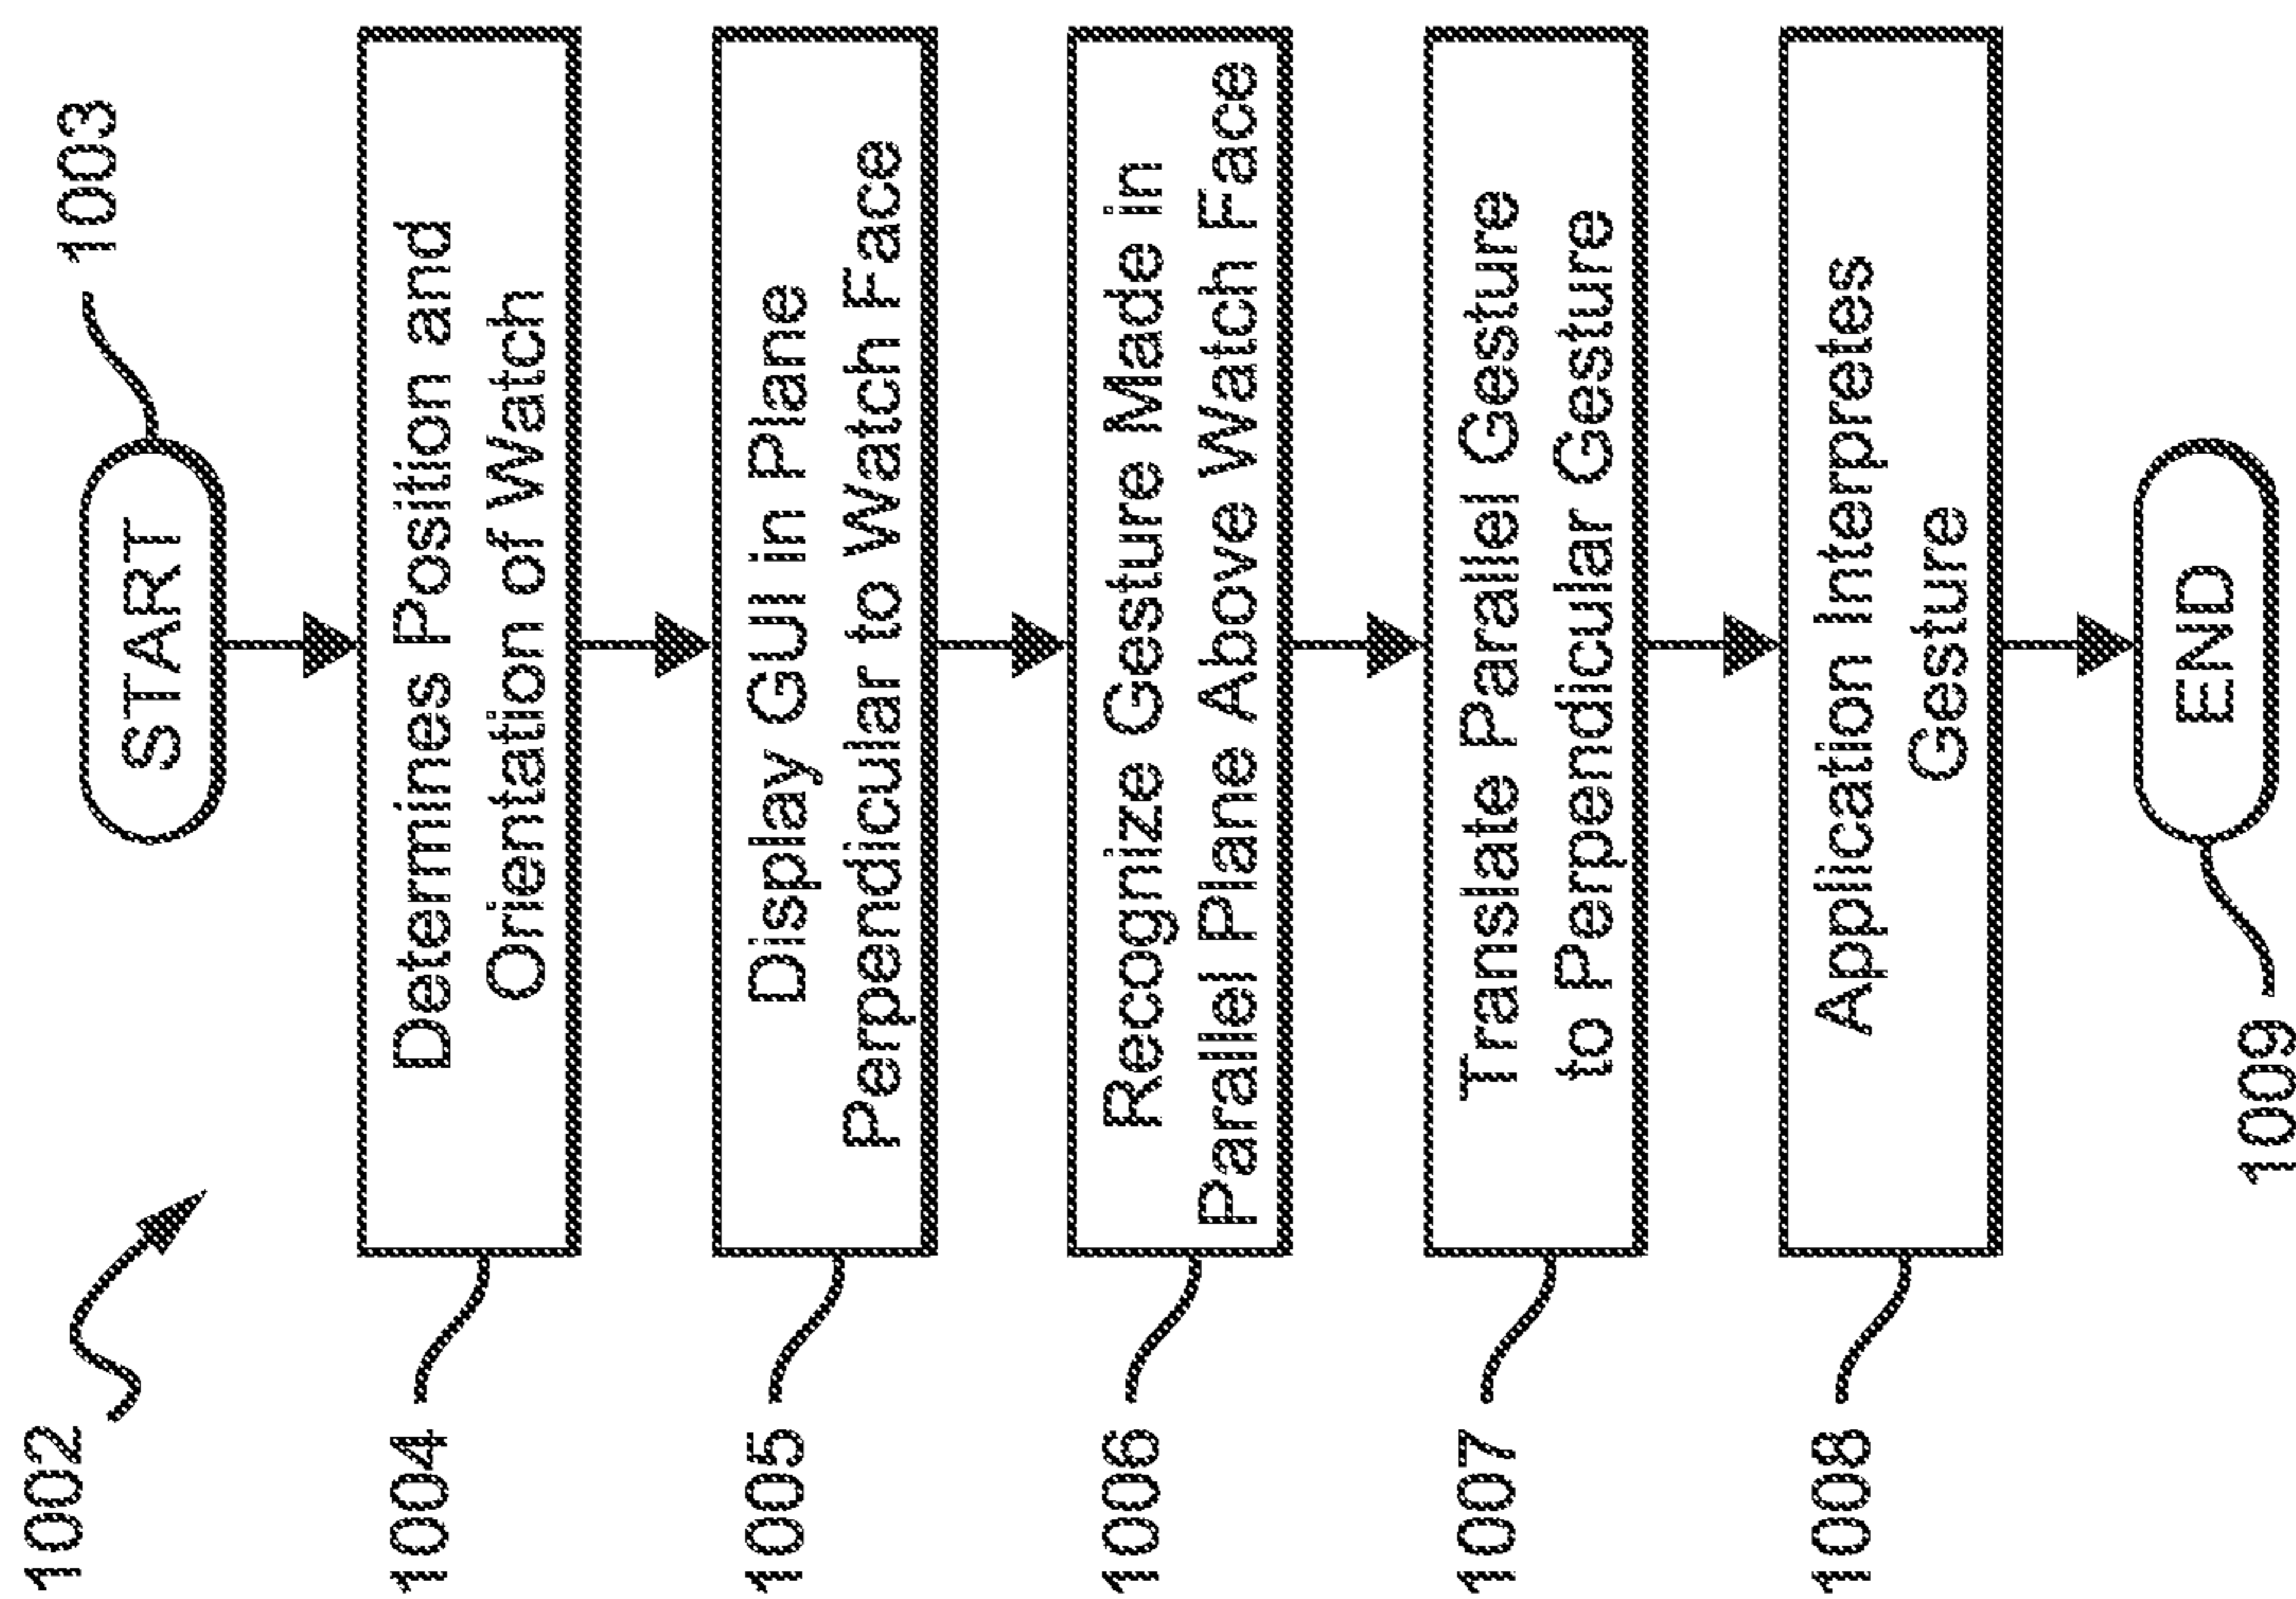 1002
START
1003
1004
Determines Position and
Orientation of Watch
1005
Display GUI in Plane
Perpendicular to Watch Face
1006
Recognize Gesture Made in
Parallel Plane Above Watch Face
1007
Translate Parallel Gesture
to Perpendicular Gesture
1008
Application Interpretes
Gesture
1009
END